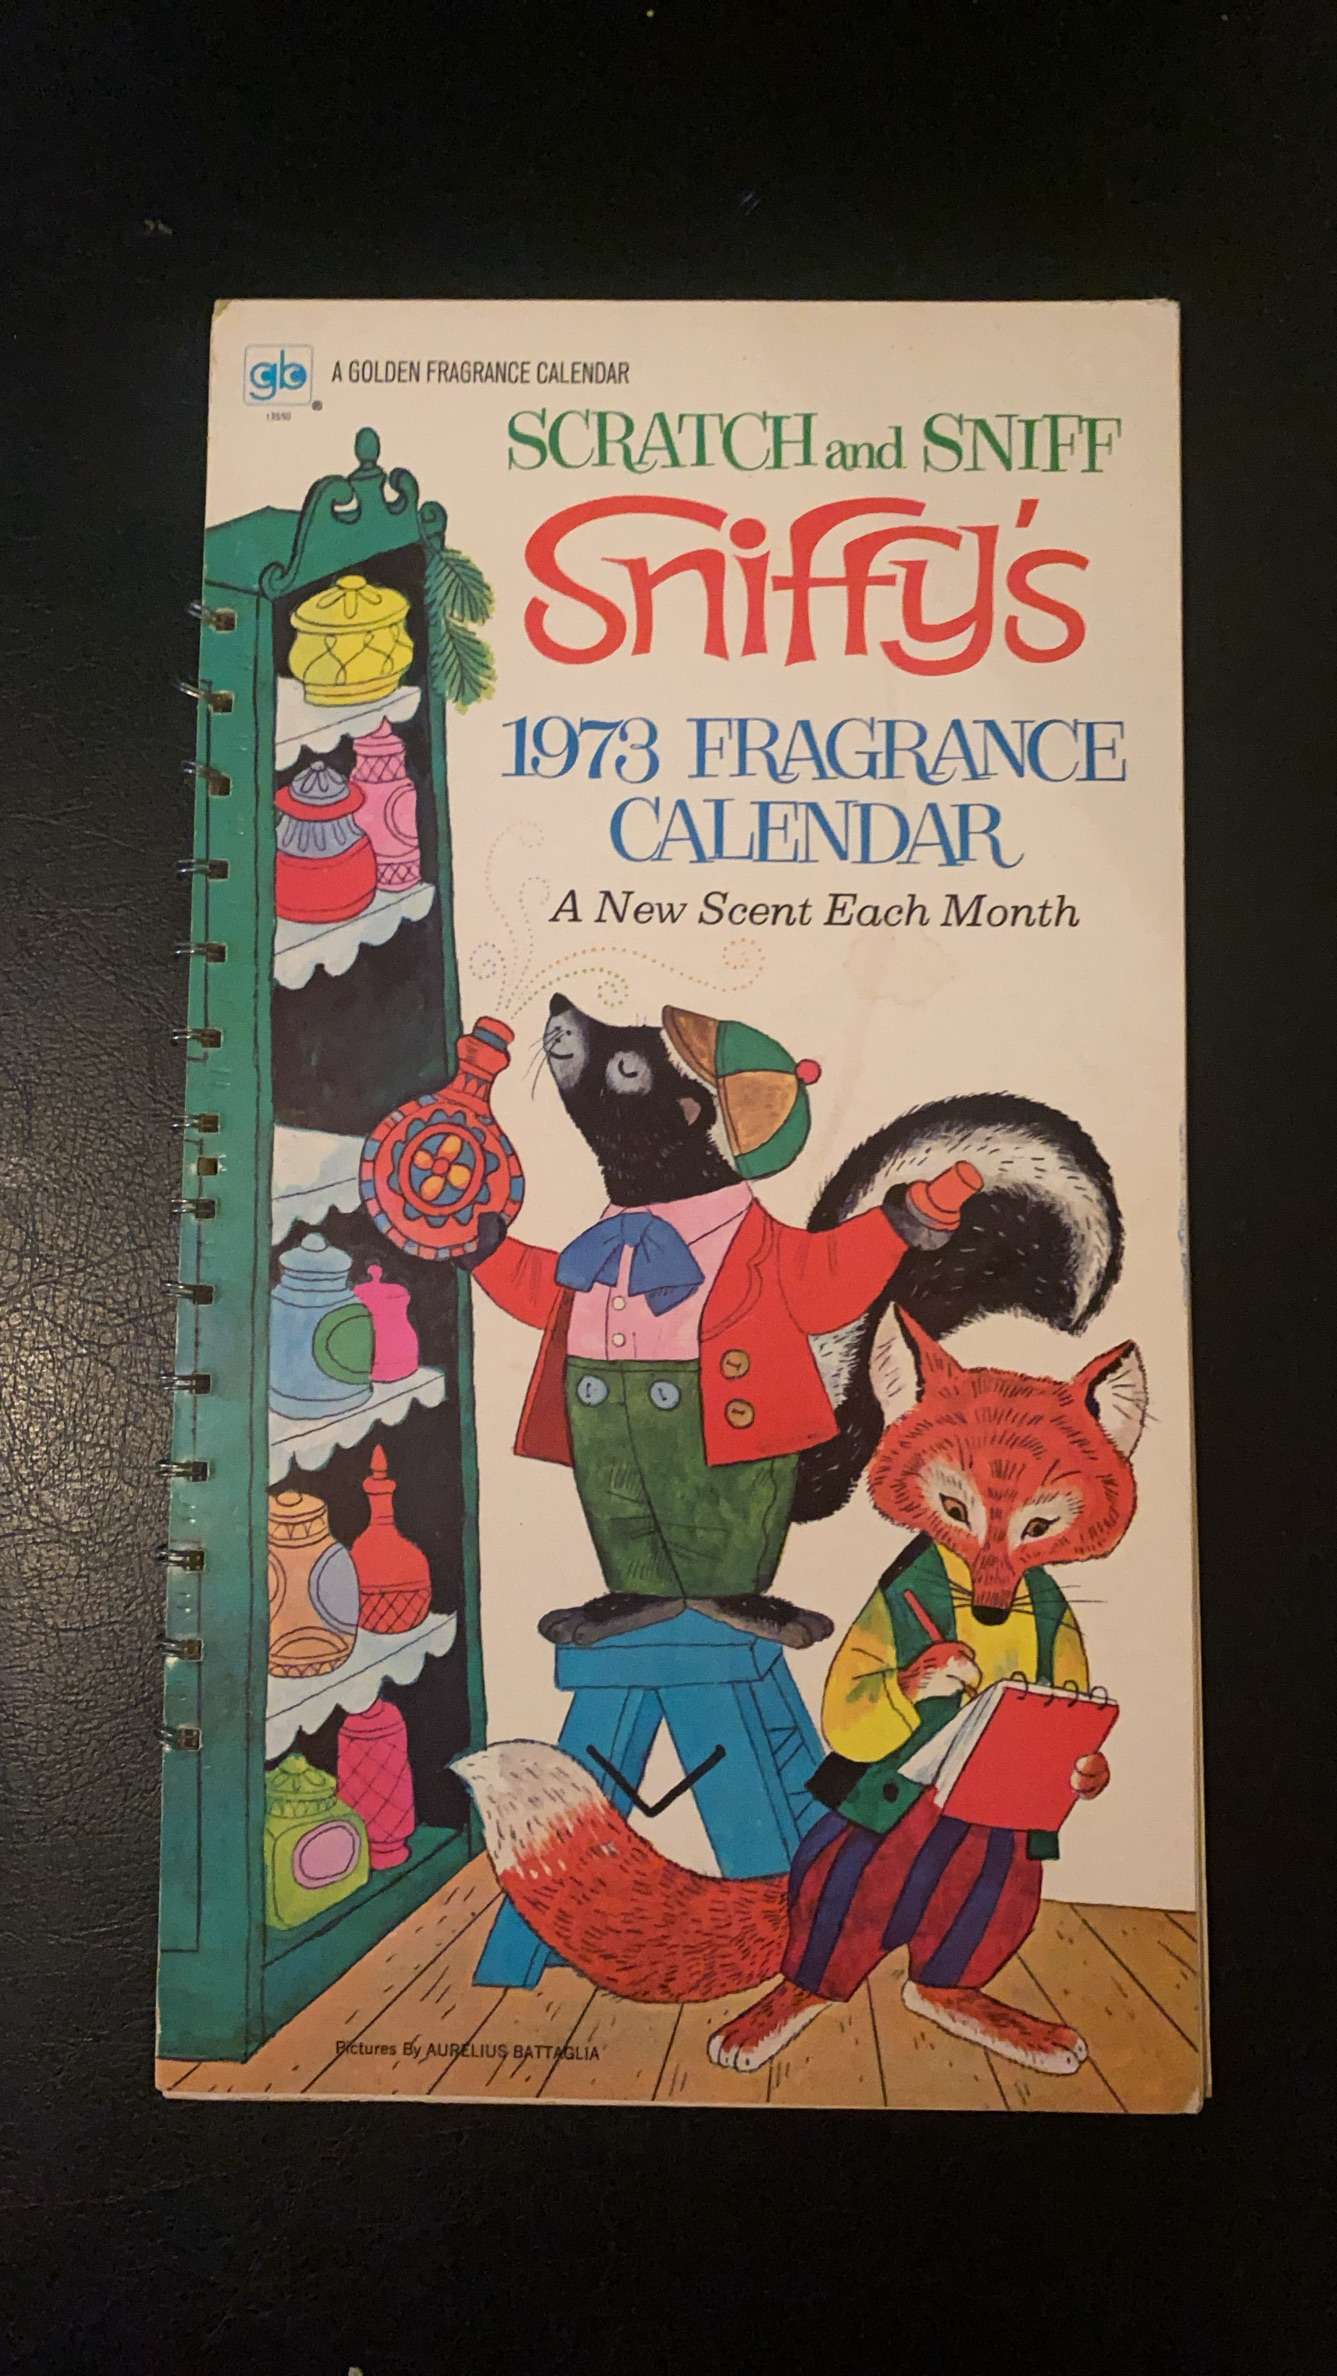 gb
A GOLDEN FRAGRANCE CALENDAR
®
SCRATCH and SNIFF
Sniffy's
1973 FRAGRANCE
CALENDAR
A New Scent Each Month
Pictures By AURELIUS BATTAGLIA